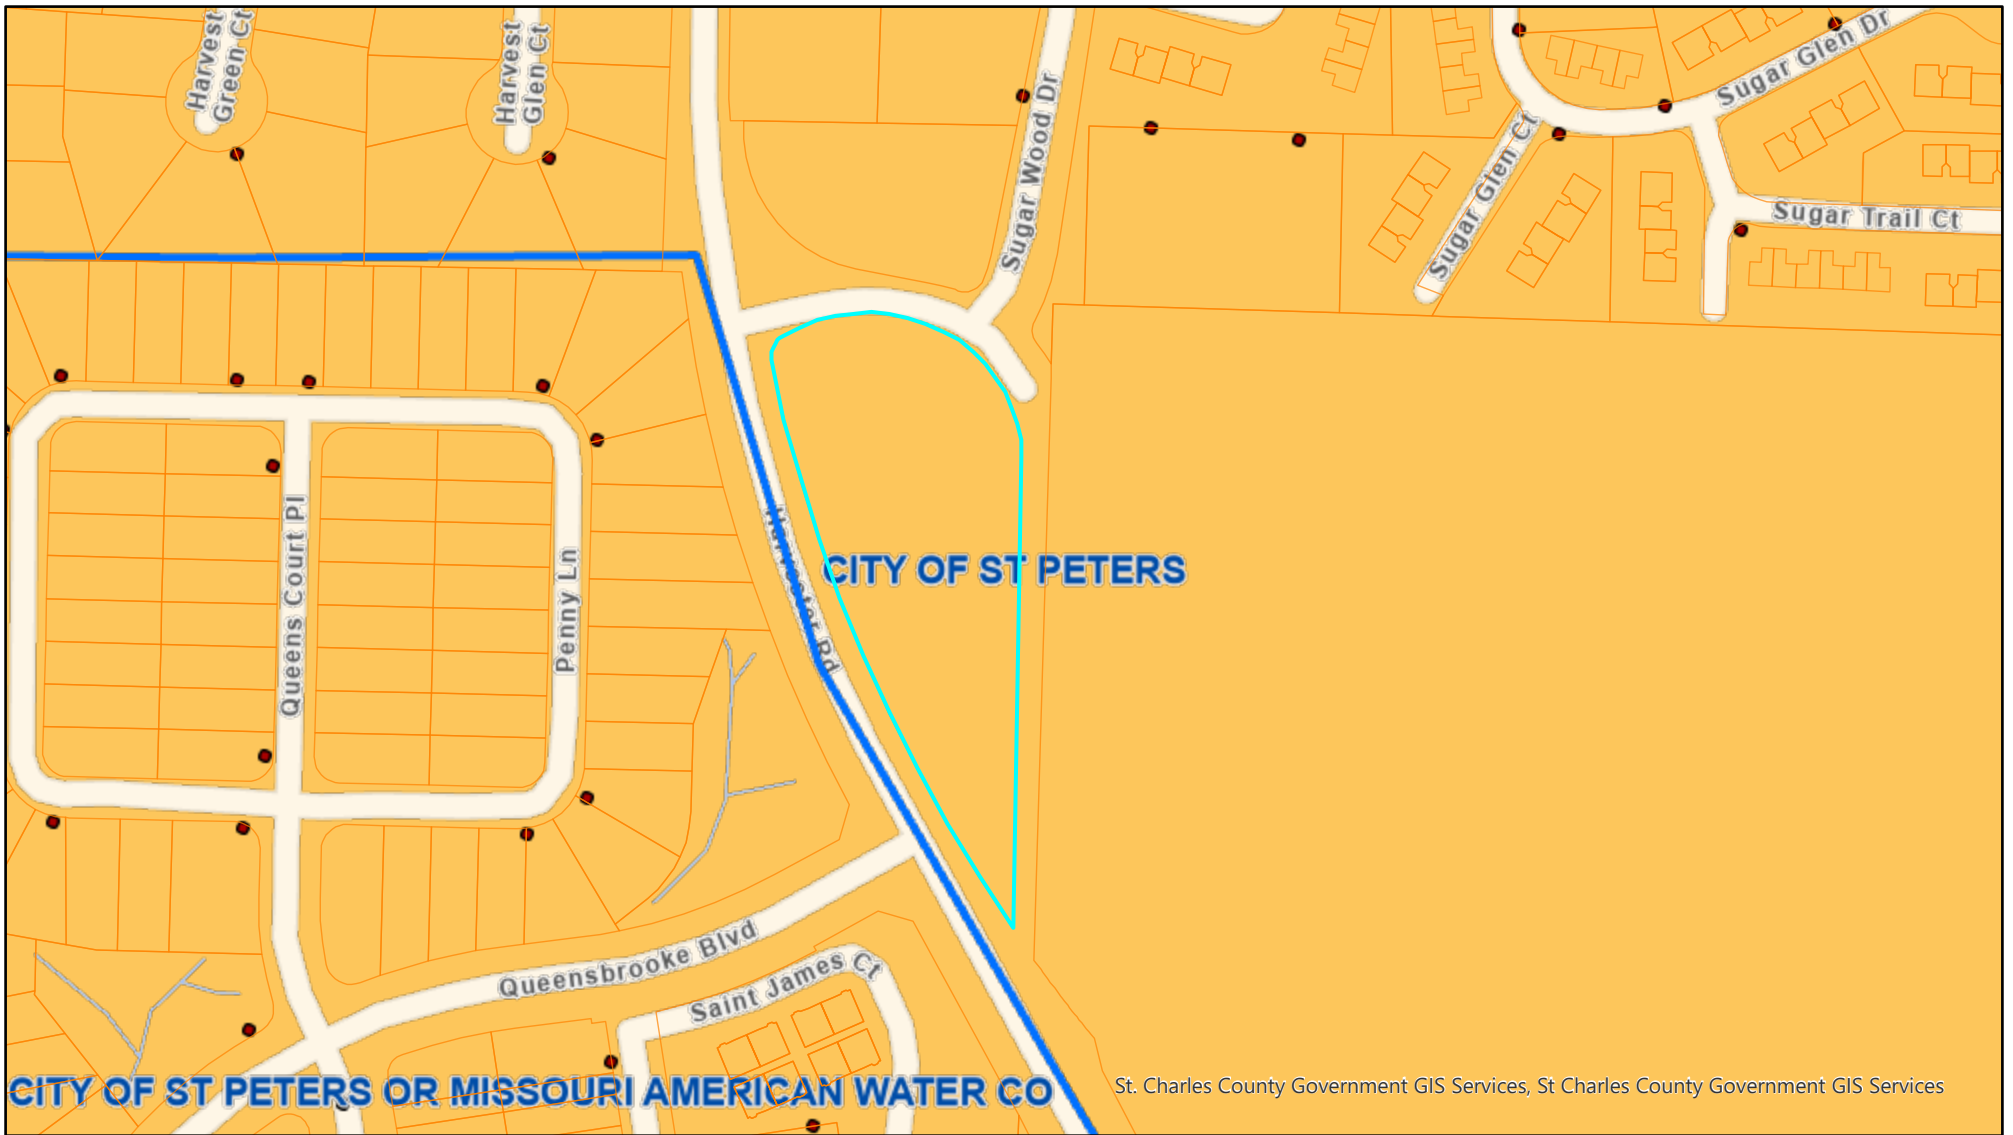 Harvest
Green Ct
Harvest
Glen Ct
Sugar Wood Dr
Sugar Glen Dr
Sugar Glen Ct
Sugar Trail Ct
Queens Court Pl
Penny Ln
Harvester Rd
CITY OF ST PETERS
Queensbrooke Blvd
Saint James Ct
CITY OF ST PETERS OR MISSOURI AMERICAN WATER CO
St. Charles County Government GIS Services, St Charles County Government GIS Services